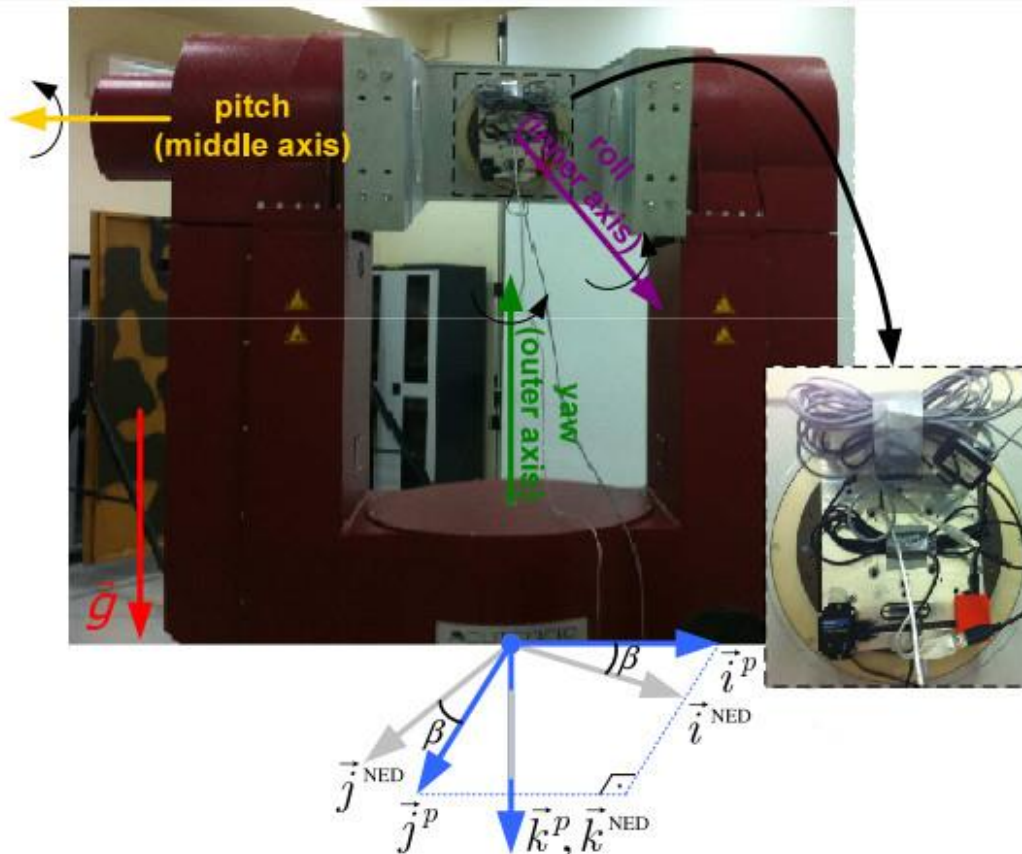 pitch
(middle axis)
roll
(inner axis)
yaw
(outer axis)
g
β
β
i p
i NED
j NED
j p
k p, k NED